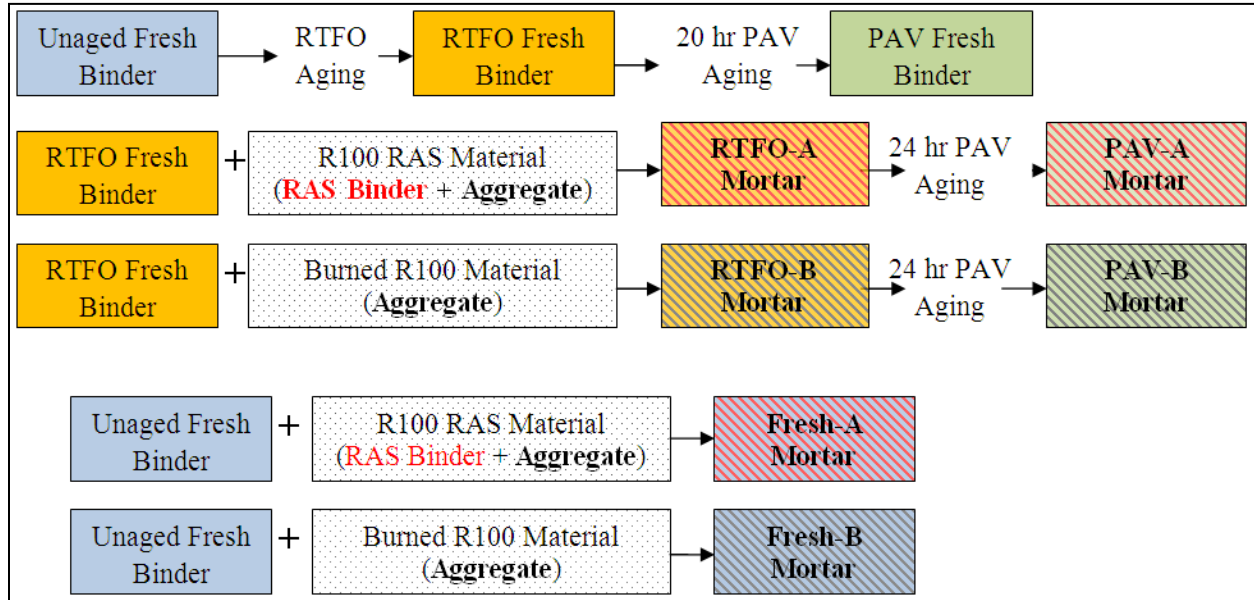 Unaged Fresh
Binder
RTFO
Aging
RTFO Fresh
Binder
20 hr PAV
Aging
PAV Fresh
Binder
RTFO Fresh
Binder
+
R100 RAS Material
(RAS Binder + Aggregate)
RTFO-A
Mortar
24 hr PAV
Aging
PAV-A
Mortar
RTFO Fresh
Binder
+
Burned R100 Material
(Aggregate)
RTFO-B
Mortar
24 hr PAV
Aging
PAV-B
Mortar
Unaged Fresh
Binder
+
R100 RAS Material
(RAS Binder + Aggregate)
Fresh-A
Mortar
Unaged Fresh
Binder
+
Burned R100 Material
(Aggregate)
Fresh-B
Mortar